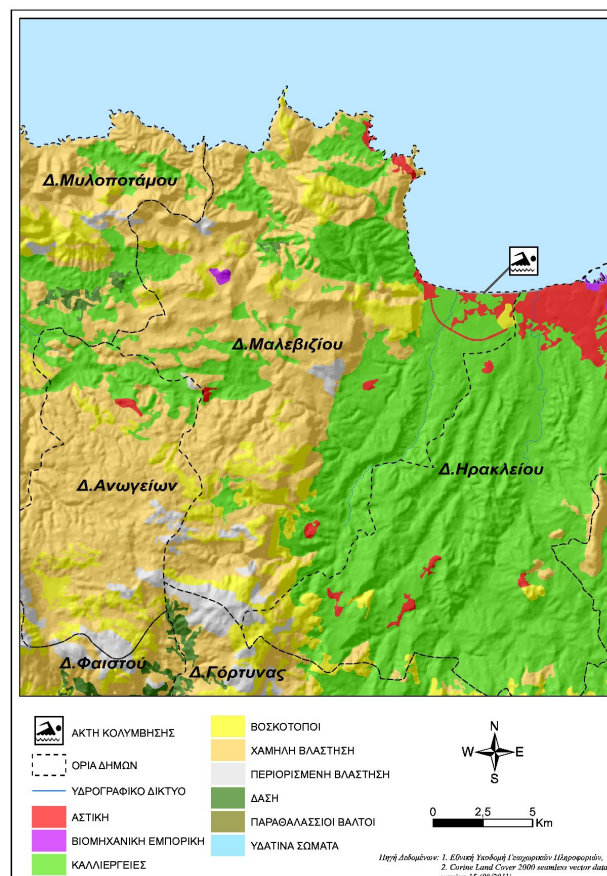 Δ.Μυλοποτάμου
Δ.Μαλεβιζίου
Δ.Ηρακλείου
Δ.Ανωγείων
Δ.Φαιστού
Δ.Γόρτυνας
ΑΚΤΗ ΚΟΛΥΜΒΗΣΗΣ
ΟΡΙΑ ΔΗΜΩΝ
ΥΔΡΟΓΡΑΦΙΚΟ ΔΙΚΤΥΟ
ΑΣΤΙΚΗ
ΒΙΟΜΗΧΑΝΙΚΗ ΕΜΠΟΡΙΚΗ
ΚΑΛΛΙΕΡΓΕΙΕΣ
ΒΟΣΚΟΤΟΠΟΙ
ΧΑΜΗΛΗ ΒΛΑΣΤΗΣΗ
ΠΕΡΙΟΡΙΣΜΕΝΗ ΒΛΑΣΤΗΣΗ
ΔΑΣΗ
ΠΑΡΑΘΑΛΑΣΣΙΟΙ ΒΑΛΤΟΙ
ΥΔΑΤΙΝΑ ΣΩΜΑΤΑ
N
W E
S
0 2,5 5
Km
Πηγή Δεδομένων: 1. Εθνική Υποδομή Γεωχωρικών Πληροφοριών,
2. Corine Land Cover 2000 seamless vector data